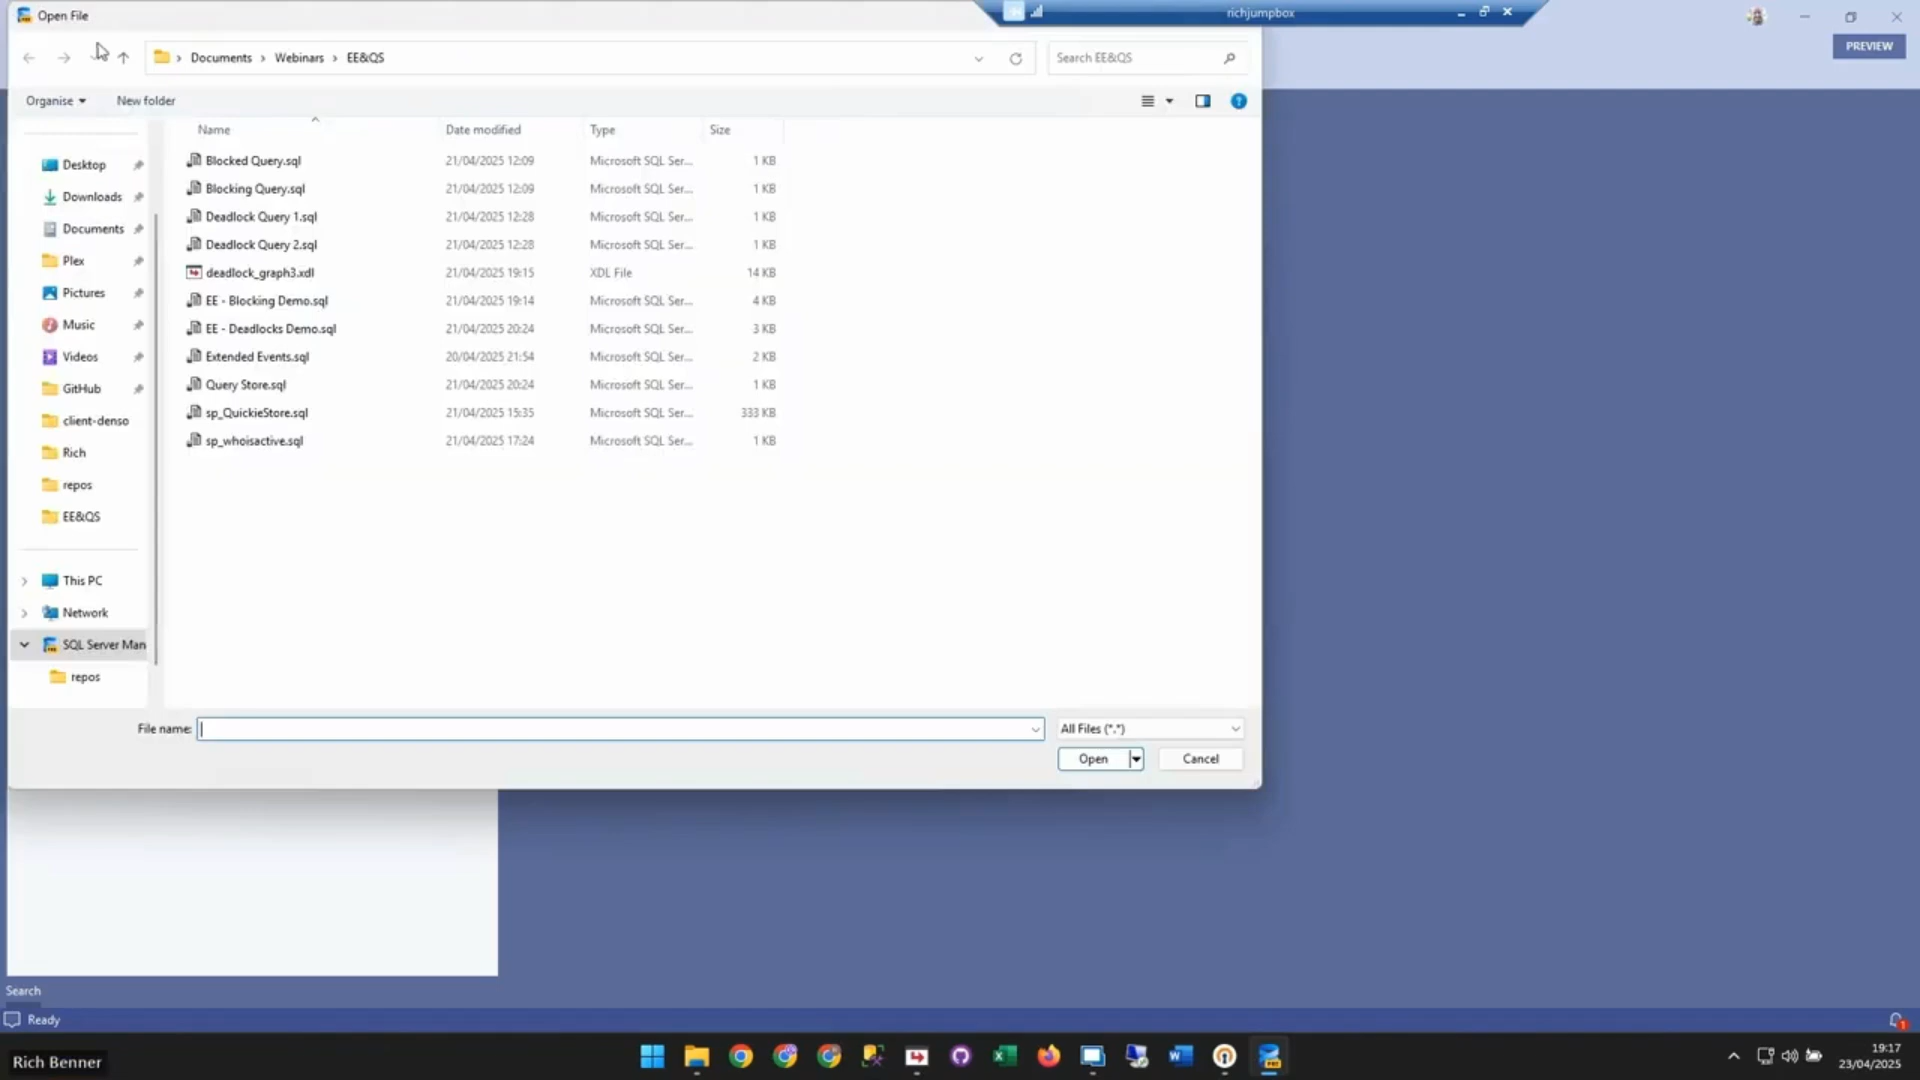 Open File
richjumpbox
PREVIEW
Documents
Webinars
EE&QS
Search EE&QS
Organise
New folder
Name
Date modified
Type
Size
Desktop
Downloads
Documents
Plex
Pictures
Music
Videos
GitHub
client-denso
Rich
repos
EE&QS
This PC
Network
SQL Server Man
repos
Blocked Query.sql 21/04/2025 12:09 Microsoft SQL Ser... 1 KB
Blocking Query.sql 21/04/2025 12:09 Microsoft SQL Ser... 1 KB
Deadlock Query 1.sql 21/04/2025 12:28 Microsoft SQL Ser... 1 KB
Deadlock Query 2.sql 21/04/2025 12:28 Microsoft SQL Ser... 1 KB
deadlock_graph3.xdl 21/04/2025 19:15 XDL File 14 KB
EE - Blocking Demo.sql 21/04/2025 19:14 Microsoft SQL Ser... 4 KB
EE - Deadlocks Demo.sql 21/04/2025 20:24 Microsoft SQL Ser... 3 KB
Extended Events.sql 20/04/2025 21:54 Microsoft SQL Ser... 2 KB
Query Store.sql 21/04/2025 20:24 Microsoft SQL Ser... 1 KB
sp_QuickieStore.sql 21/04/2025 15:35 Microsoft SQL Ser... 333 KB
sp_whoisactive.sql 21/04/2025 17:24 Microsoft SQL Ser... 1 KB
File name:
All Files (*.*)
Open
Cancel
Search
Ready
Rich Benner
19:17
23/04/2025